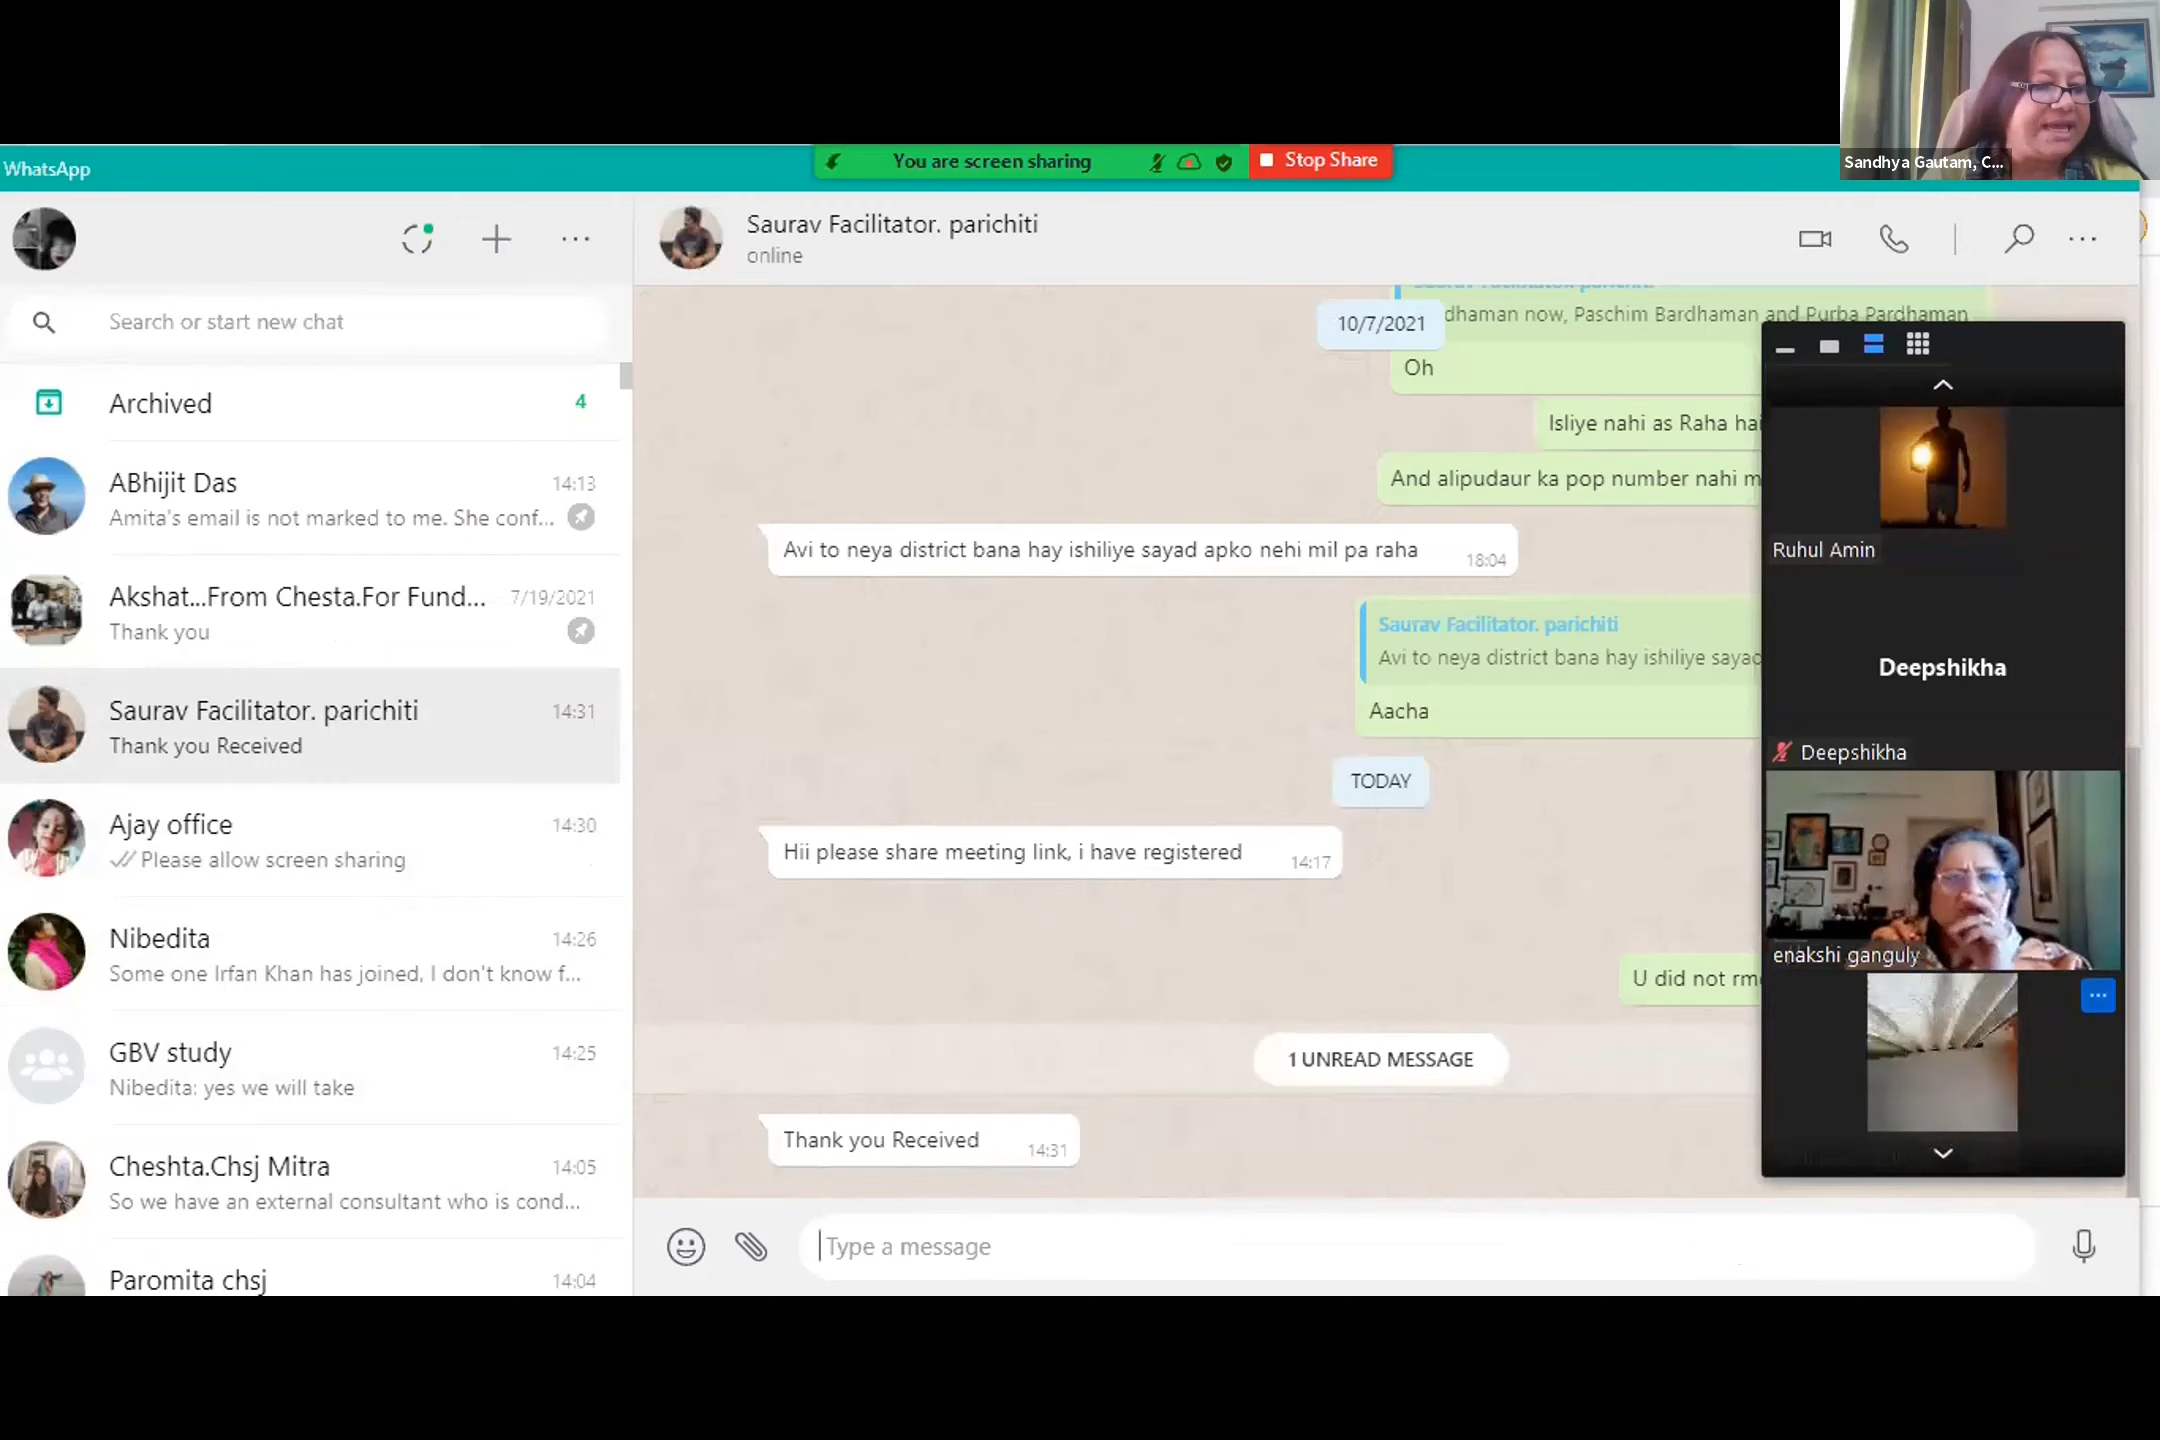 Sandhya Gautam, C...
WhatsApp
You are screen sharing
Stop Share
Saurav Facilitator. parichiti
online
Search or start new chat
Archived
4
ABhijit Das
14:13
Amita's email is not marked to me. She conf...
Akshat...From Chesta.For Fund...
7/19/2021
Thank you
Saurav Facilitator. parichiti
14:31
Thank you Received
Ajay office
14:30
Please allow screen sharing
Nibedita
14:26
Some one Irfan Khan has joined, I don't know f...
GBV study
14:25
Nibedita: yes we will take
Cheshta.Chsj Mitra
14:05
So we have an external consultant who is cond...
Paromita chsj
14:04
Saurav Facilitator. parichiti
10/7/2021
dhaman now, Paschim Bardhaman and Purba Pardhaman
Oh
Isliye nahi as Raha hai
And alipudaur ka pop number nahi m
Avi to neya district bana hay ishiliye sayad apko nehi mil pa raha
18:04
Saurav Facilitator. parichiti
Avi to neya district bana hay ishiliye sayad
Aacha
TODAY
Hii please share meeting link, i have registered
14:17
U did not rme
1 UNREAD MESSAGE
Thank you Received
14:31
Type a message
Ruhul Amin
Deepshikha
Deepshikha
enakshi ganguly